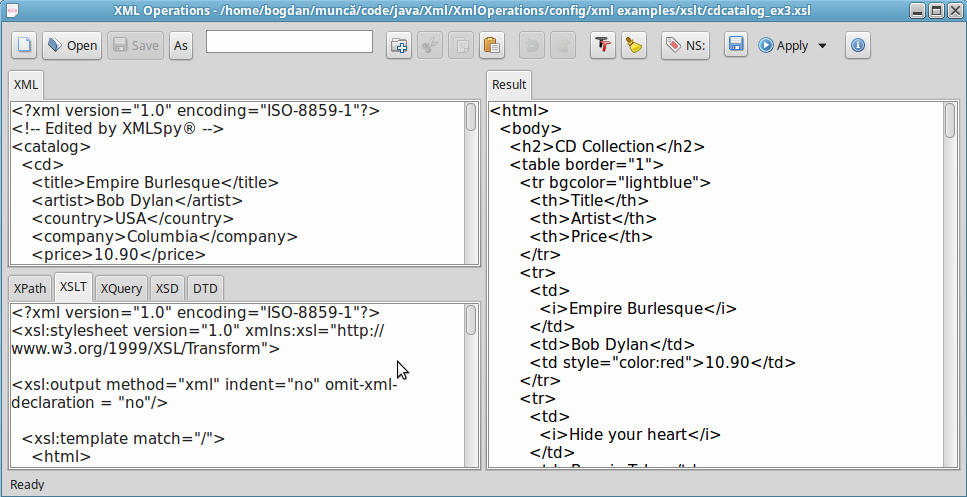 XML Operations - /home/bogdan/muncă/code/java/Xml/XmlOperations/config/xml examples/xslt/cdcatalog_ex3.xsl
Open Save As NS: Apply
XML
<?xml version="1.0" encoding="ISO-8859-1"?>
<!-- Edited by XMLSpy® -->
<catalog>
<cd>
<title>Empire Burlesque</title>
<artist>Bob Dylan</artist>
<country>USA</country>
<company>Columbia</company>
<price>10.90</price>
XPath XSLT XQuery XSD DTD
<?xml version="1.0" encoding="ISO-8859-1"?>
<xsl:stylesheet version="1.0" xmlns:xsl="http://
www.w3.org/1999/XSL/Transform">
<xsl:output method="xml" indent="no" omit-xml-
declaration = "no"/>
<xsl:template match="/">
<html>
Result
<html>
<body>
<h2>CD Collection</h2>
<table border="1">
<tr bgcolor="lightblue">
<th>Title</th>
<th>Artist</th>
<th>Price</th>
</tr>
<tr>
<td>
<i>Empire Burlesque</i>
</td>
<td>Bob Dylan</td>
<td style="color:red">10.90</td>
</tr>
<tr>
<td>
<i>Hide your heart</i>
</td>
Ready